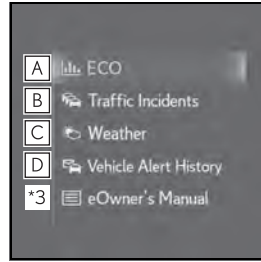 A ECO
B Traffic Incidents
C Weather
D Vehicle Alert History
*3 eOwner's Manual